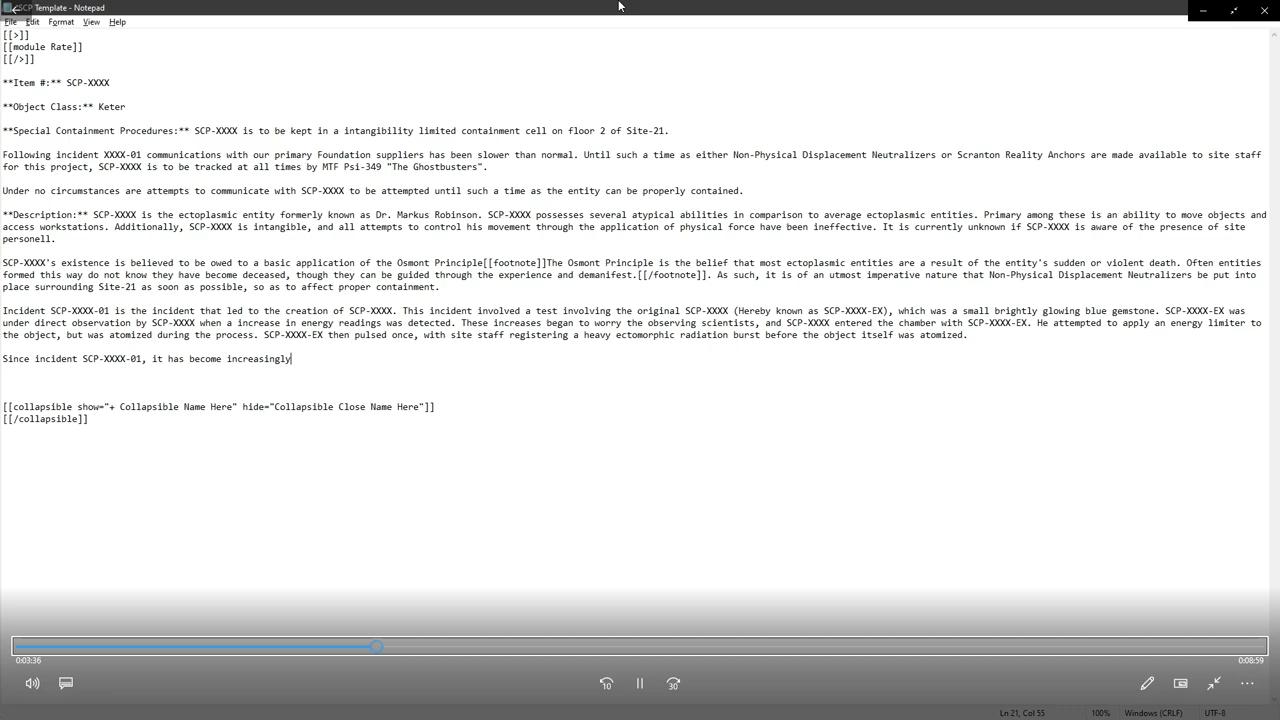 SCP Template - Notepad
File Edit Format View Help
[[>]]
[[module Rate]]
[[/>]]
**Item #:** SCP-XXXX
**Object Class:** Keter
**Special Containment Procedures:** SCP-XXXX is to be kept in a intangibility limited containment cell on floor 2 of Site-21.
Following incident XXXX-01 communications with our primary Foundation suppliers has been slower than normal. Until such a time as either Non-Physical Displacement Neutralizers or Scranton Reality Anchors are made available to site staff
for this project, SCP-XXXX is to be tracked at all times by MTF Psi-349 "The Ghostbusters".
Under no circumstances are attempts to communicate with SCP-XXXX to be attempted until such a time as the entity can be properly contained.
**Description:** SCP-XXXX is the ectoplasmic entity formerly known as Dr. Markus Robinson. SCP-XXXX possesses several atypical abilities in comparison to average ectoplasmic entities. Primary among these is an ability to move objects and
access workstations. Additionally, SCP-XXXX is intangible, and all attempts to control his movement through the application of physical force have been ineffective. It is currently unknown if SCP-XXXX is aware of the presence of site
personell.
SCP-XXXX's existence is believed to be owed to a basic application of the Osmont Principle[[footnote]]The Osmont Principle is the belief that most ectoplasmic entities are a result of the entity's sudden or violent death. Often entities
formed this way do not know they have become deceased, though they can be guided through the experience and demanifest.[[/footnote]]. As such, it is of an utmost imperative nature that Non-Physical Displacement Neutralizers be put into
place surrounding Site-21 as soon as possible, so as to affect proper containment.
Incident SCP-XXXX-01 is the incident that led to the creation of SCP-XXXX. This incident involved a test involving the original SCP-XXXX (Hereby known as SCP-XXXX-EX), which was a small brightly glowing blue gemstone. SCP-XXXX-EX was
under direct observation by SCP-XXXX when a increase in energy readings was detected. These increases began to worry the observing scientists, and SCP-XXXX entered the chamber with SCP-XXXX-EX. He attempted to apply an energy limiter to
the object, but was atomized during the process. SCP-XXXX-EX then pulsed once, with site staff registering a heavy ectomorphic radiation burst before the object itself was atomized.
Since incident SCP-XXXX-01, it has become increasingly
[[collapsible show="+ Collapsible Name Here" hide="Collapsible Close Name Here"]]
[[/collapsible]]
0:03:36
0:08:59
10
30
Ln 21, Col 55 100% Windows (CRLF) UTF-8